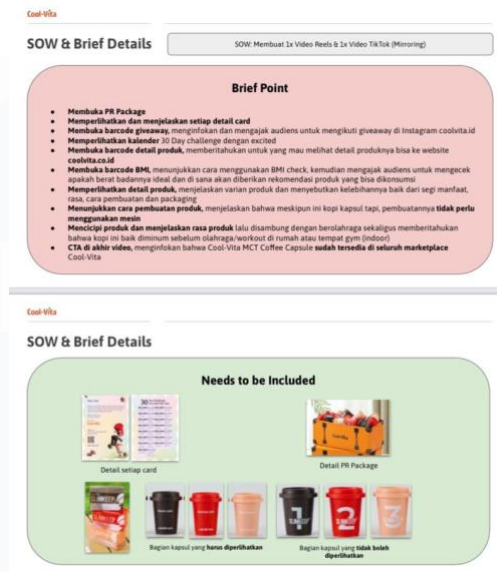 Cool-Vita
SOW & Brief Details
SOW: Membuat 1x Video Reels & 1x Video TikTok (Mirroring)
Brief Point
• Membuka PR Package
• Memperlihatkan dan menjelaskan setiap detail card
• Membuka barcode giveaway, menginfokan dan mengajak audiens untuk mengikuti giveaway di Instagram coolvita.id
• Memperlihatkan kalender 30 Day challenge dengan excited
• Membuka barcode detail produk, memberitahukan untuk yang mau melihat detail produknya bisa ke website
coolvita.co.id
• Membuka barcode BMI, menunjukkan cara menggunakan BMI check, kemudian mengajak audiens untuk mengecek
apakah berat badannya ideal dan di sana akan diberikan rekomendasi produk yang bisa dikonsumsi
• Memperlihatkan detail produk, menjelaskan varian produk dan menyebutkan kelebihannya baik dari segi manfaat,
rasa, cara pembuatan dan packaging
• Menunjukkan cara pembuatan produk, menjelaskan bahwa meskipun ini kopi kapsul tapi, pembuatannya tidak perlu
menggunakan mesin
• Mencicipi produk dan menjelaskan rasa produk lalu disambung dengan berolahraga sekaligus memberitahukan
bahwa kopi ini baik diminum sebelum olahraga/workout di rumah atau tempat gym (indoor)
• CTA di akhir video, menginfokan bahwa Cool-Vita MCT Coffee Capsule sudah tersedia di seluruh marketplace
Cool-Vita
Cool-Vita
SOW & Brief Details
Needs to be Included
30
Detail setiap card
Detail PR Package
1
2
3
Bagian kapsul yang harus diperlihatkan
Bagian kapsul yang tidak boleh
diperlihatkan